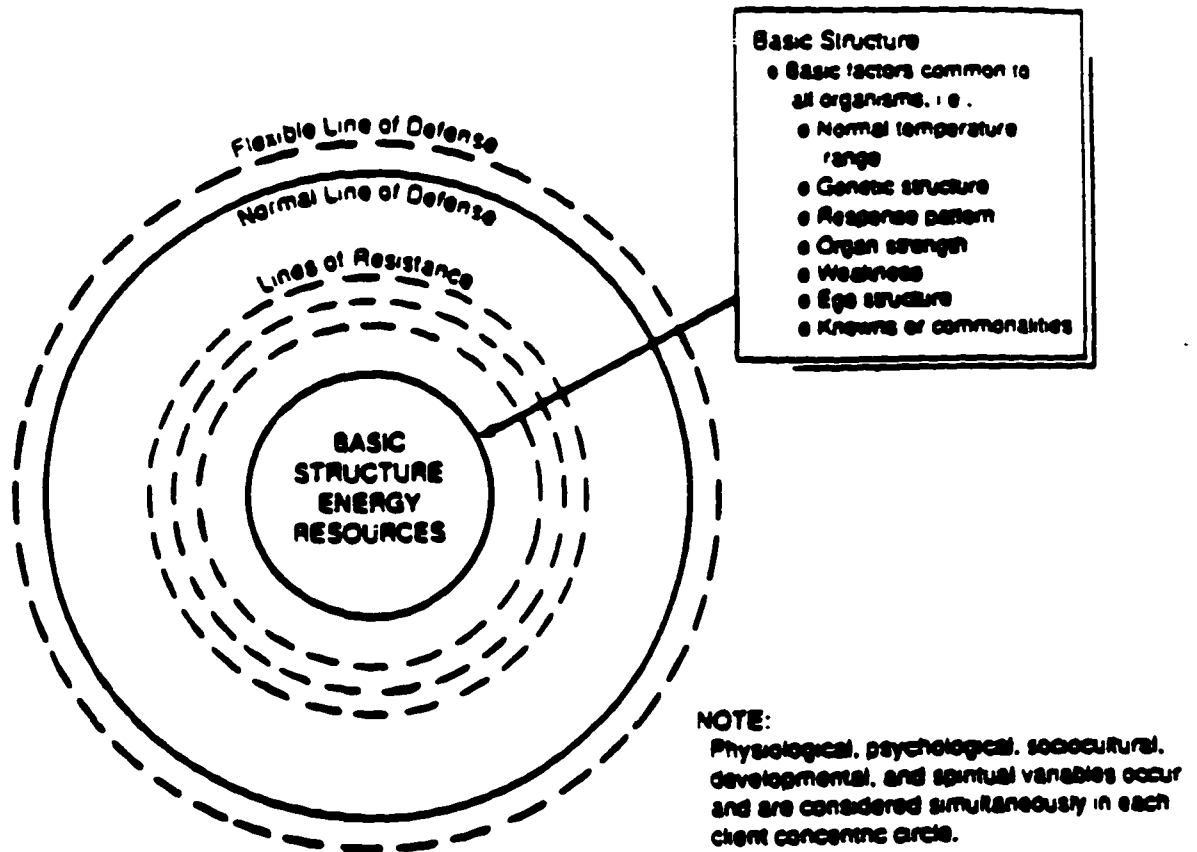 Basic Structure
• Basic factors common to
all organisms, i.e.
• Normal temperature
range
• Genetic structure
• Response pattern
• Organ strength
• Weakness
• Ego structure
• Knowns or commonalities
Flexible Line of Defense
Normal Line of Defense
Lines of Resistance
BASIC
STRUCTURE
ENERGY
RESOURCES
NOTE:
Physiological, psychological, sociocultural,
developmental, and spiritual variables occur
and are considered simultaneously in each
client concentric circle.